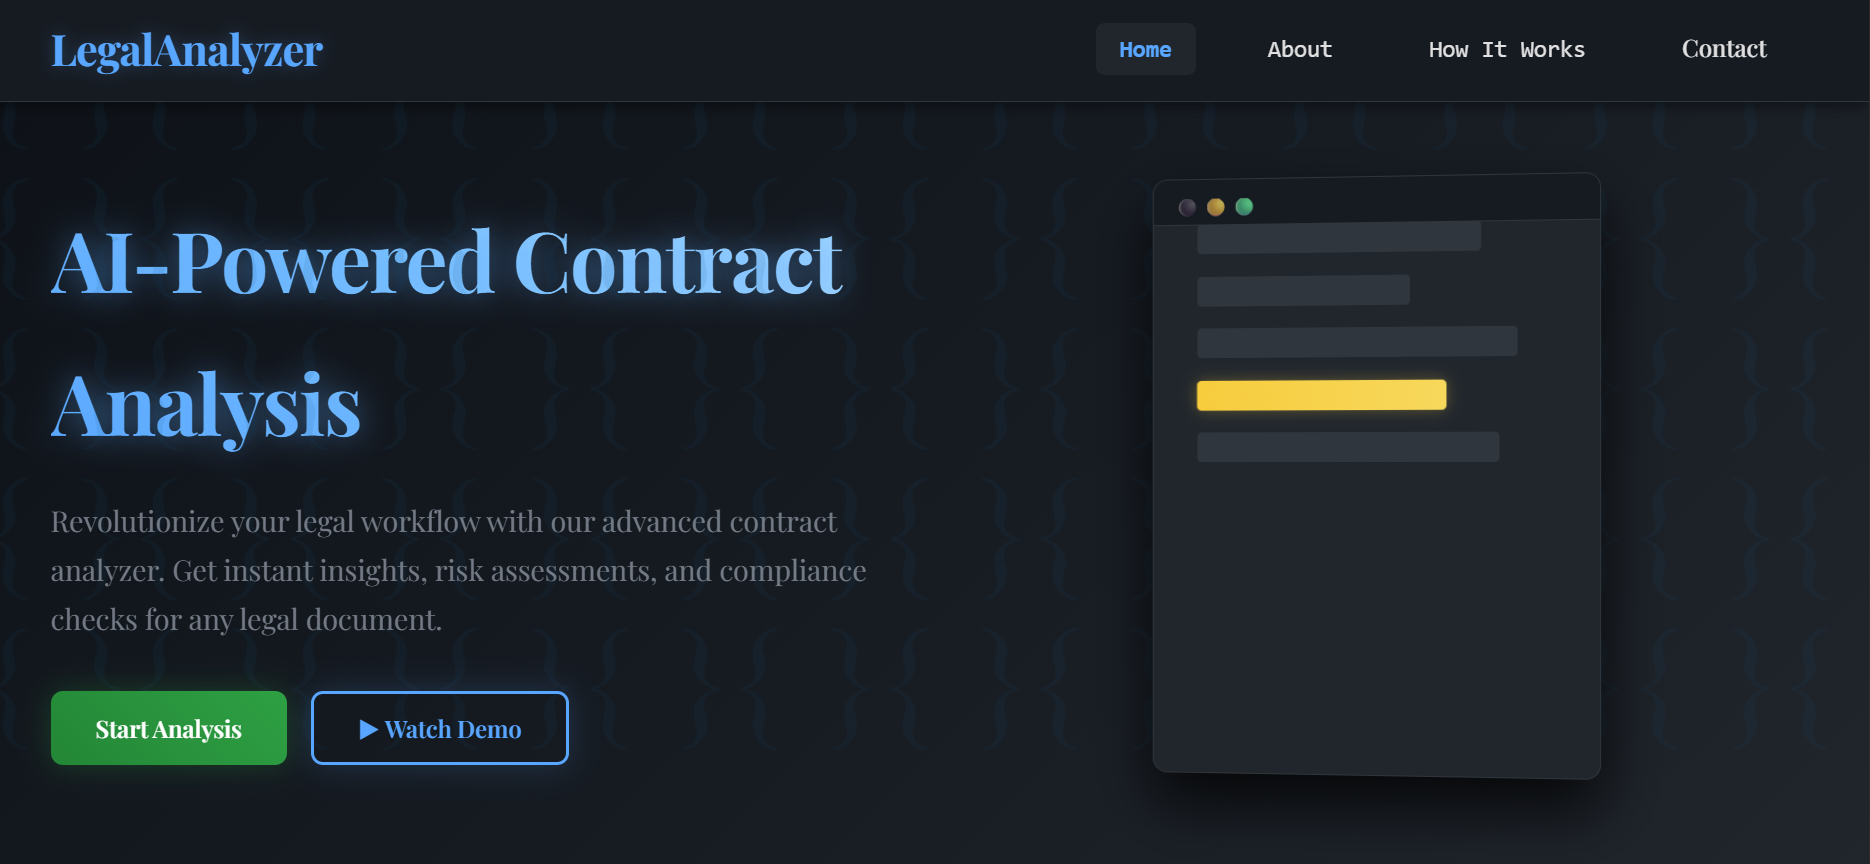 LegalAnalyzer
Home
About
How It Works
Contact
AI-Powered Contract
Analysis
Revolutionize your legal workflow with our advanced contract
analyzer. Get instant insights, risk assessments, and compliance
checks for any legal document.
Start Analysis
▶ Watch Demo